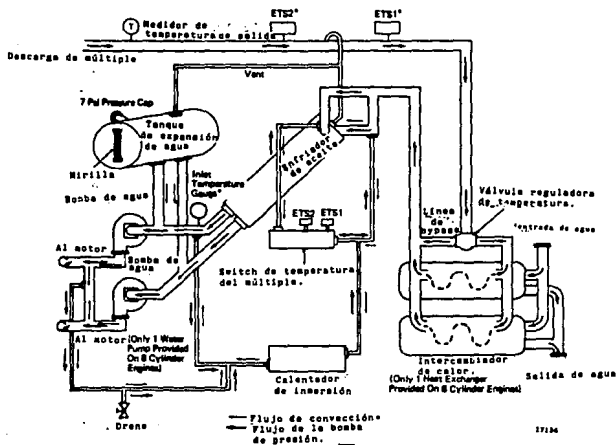 ETS2*
ETS1*
T
Medidor de
temperatura de salida
Descarga de múltiple
Vent
7 Psi Pressure Cap
Tanque
de expansión
de agua
Mirilla
Bomba de agua
Inlet
Temperature
Gauge*
Enfriador
de aceite
Válvula reguladora
de temperatura.
Línea
de
bypass
entrada de agua
ETS2 ETS1
Al motor
Bomba de
agua
Switch de temperatura
del múltiple.
Al motor
(Only 1 Water
Pump Provided
On 6 Cylinder
Engines)
Intercambiador
de calor.
(Only 1 Heat Exchanger
Provided On 6 Cylinder Engines)
Salida de agua
Calentador
de inmersión
Drene
Flujo de convección
Flujo de la bomba
de presión.